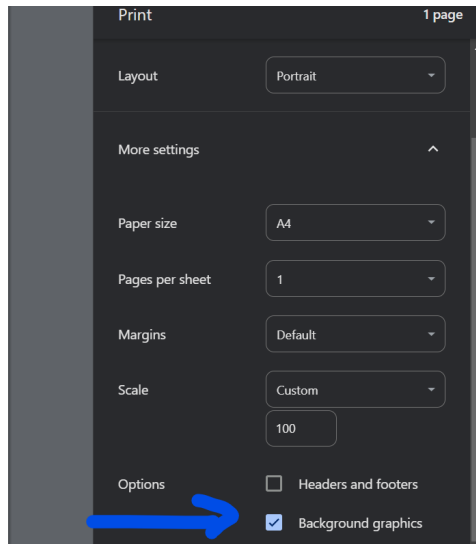 Print 1 page
Layout Portrait
More settings
Paper size A4
Pages per sheet 1
Margins Default
Scale Custom
100
Options Headers and footers
Background graphics